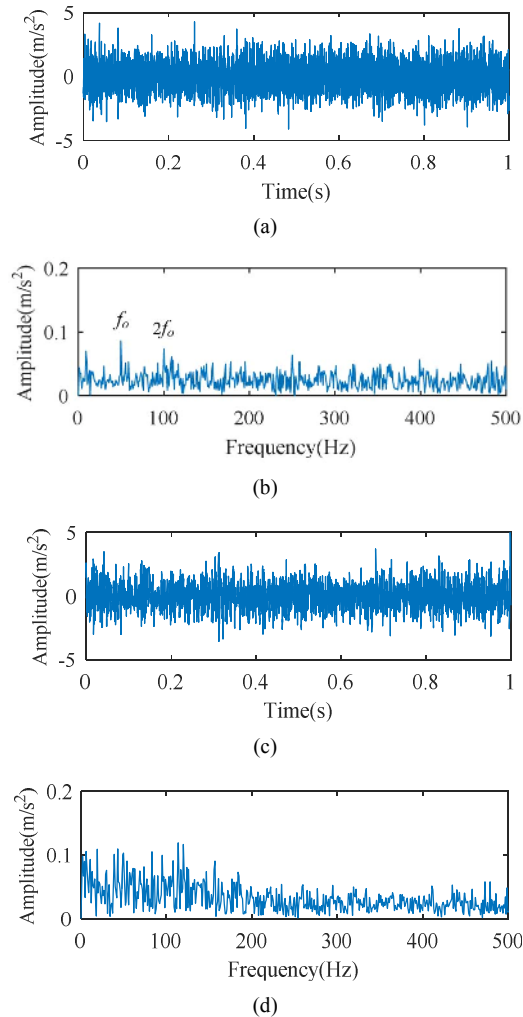 5
0
-5
Amplitude(m/s²)
0 0.2 0.4 0.6 0.8 1
Time(s)
(a)
0.2
0.1
0
Amplitude(m/s²)
fₒ 2fₒ
0 100 200 300 400 500
Frequency(Hz)
(b)
5
0
-5
Amplitude(m/s²)
0 0.2 0.4 0.6 0.8 1
Time(s)
(c)
0.2
0.1
0
Amplitude(m/s²)
0 100 200 300 400 500
Frequency(Hz)
(d)